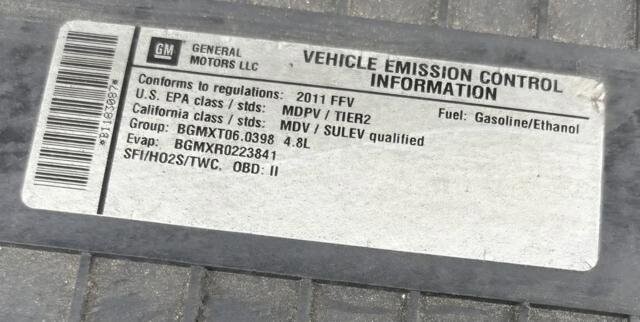 *B1183087*
GM
GENERAL
MOTORS LLC
VEHICLE EMISSION CONTROL
INFORMATION
Conforms to regulations: 2011 FFV
Fuel: Gasoline/Ethanol
U.S. EPA class / stds: MDPV / TIER2
California class / stds: MDV / SULEV qualified
Group: BGMXT06.0398 4.8L
Evap: BGMXR0223841
SFI/HO2S/TWC, OBD: II